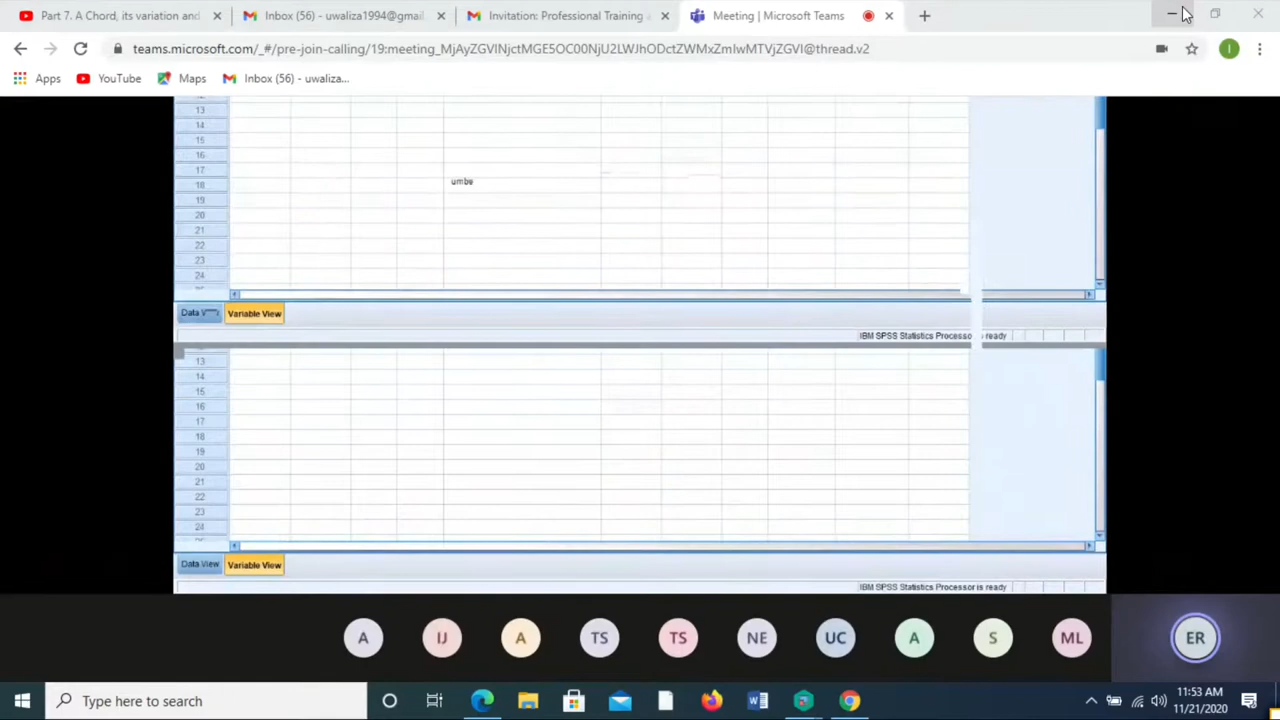 Part 7. A Chord, its variation and
Inbox (56) - uwaliza1994@gmail
Invitation: Professional Training
Meeting | Microsoft Teams
teams.microsoft.com/_#/pre-join-calling/19:meeting_MjAyZGVlNjctMGE5OC00NjU2LWJhODctZWMxZmIwMTVjZGVl@thread.v2
I
Apps
YouTube
Maps
Inbox (56) - uwaliza...
13
14
15
16
17
18
umbe
19
20
21
22
23
24
Data V
Variable View
IBM SPSS Statistics Processor is ready
13
14
15
16
17
18
19
20
21
22
23
24
Data View
Variable View
IBM SPSS Statistics Processor is ready
A
IJ
A
TS
TS
NE
UC
A
S
ML
ER
Type here to search
11:53 AM
11/21/2020